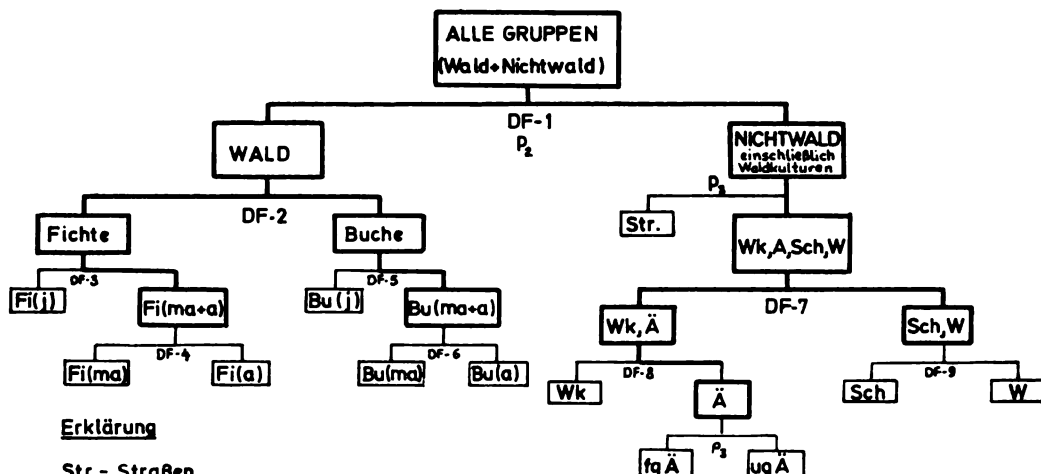 ALLE GRUPPEN
(Wald+Nichtwald)
DF-1
P2
WALD
NICHTWALD
einschließlich
Waldkulturen
P3
DF-2
Str.
Fichte
Buche
Wk,A,Sch,W
DF-3
DF-5
Fi(j)
Fi(ma+a)
Bu(j)
Bu(ma+a)
DF-7
Wk,Ä
Sch,W
DF-4
DF-6
DF-8
DF-9
Fi(ma)
Fi(a)
Bu(ma)
Bu(a)
Wk
Ä
Sch
W
P3
fgÄ
ugÄ
Erklärung
Str - Straßen